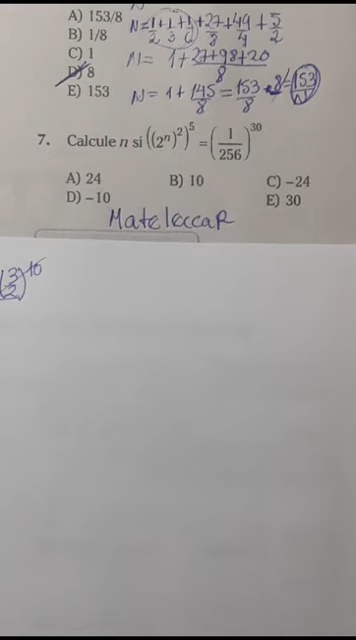 A) 153/8
B) 1/8
C) 1
D) 8
E) 153
N = 1/2 + 1/3 + 1/6 + 27/8 + 49/4 + 5/2
N = 1 + (27+98+20)/8
N = 1 + 145/8 = 153/8
7. Calcule n si ((2ⁿ)²)⁵ = (1/256)³⁰
A) 24 B) 10 C) −24
D) −10 E) 30
MateleccaR